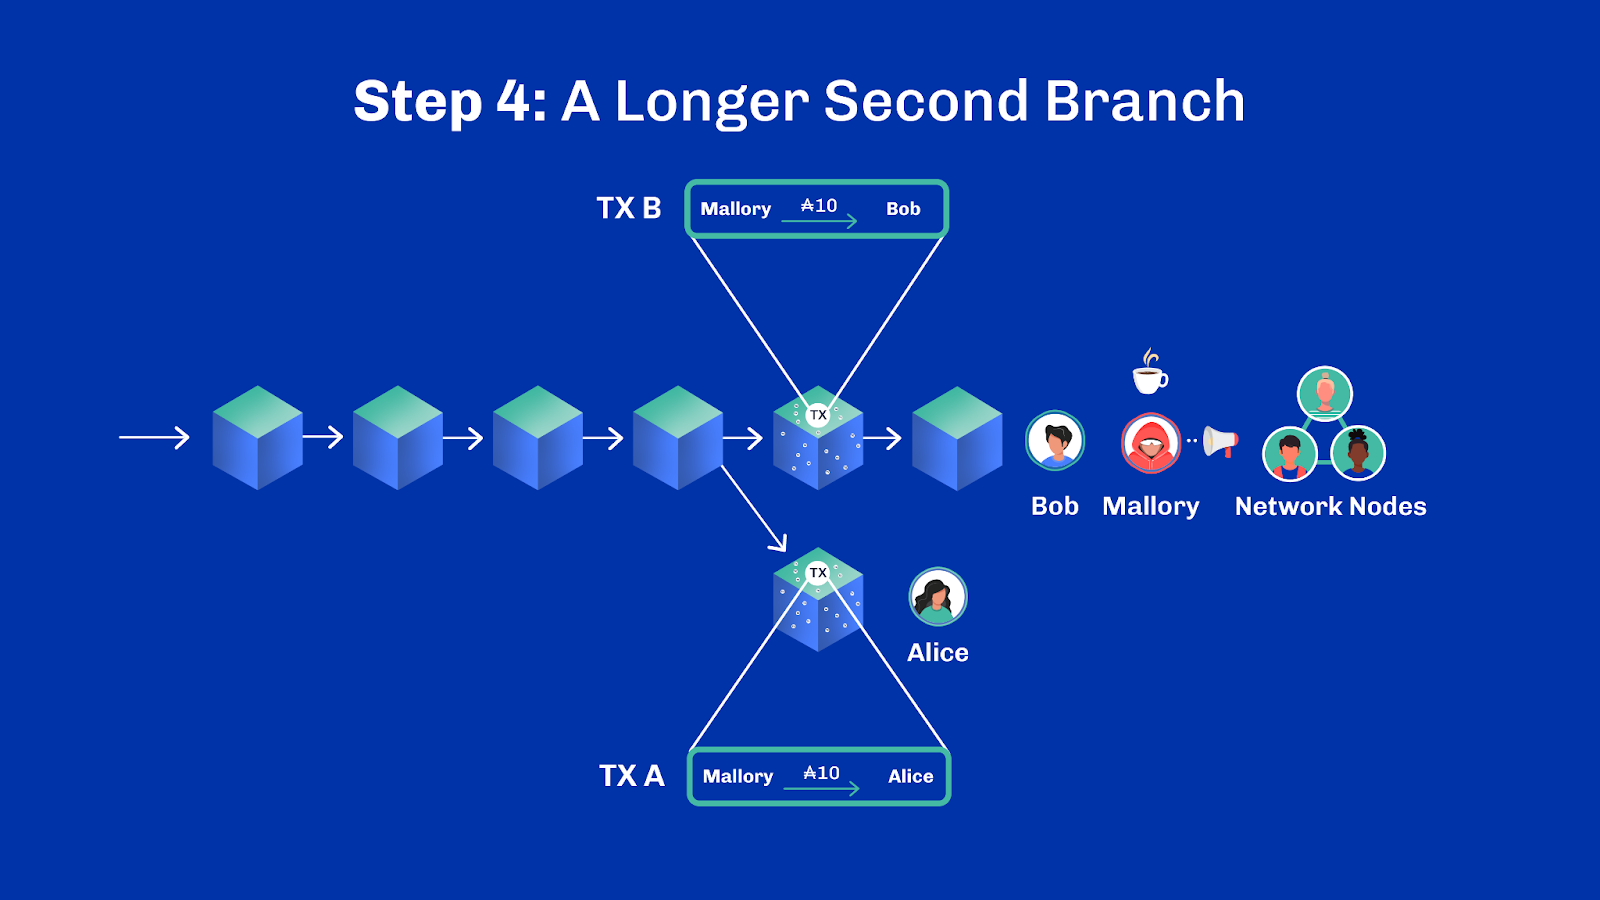 Step 4: A Longer Second Branch
TX B
Mallory ₳10 Bob
TX
Bob
Mallory
Network Nodes
TX
Alice
TX A
Mallory ₳10 Alice